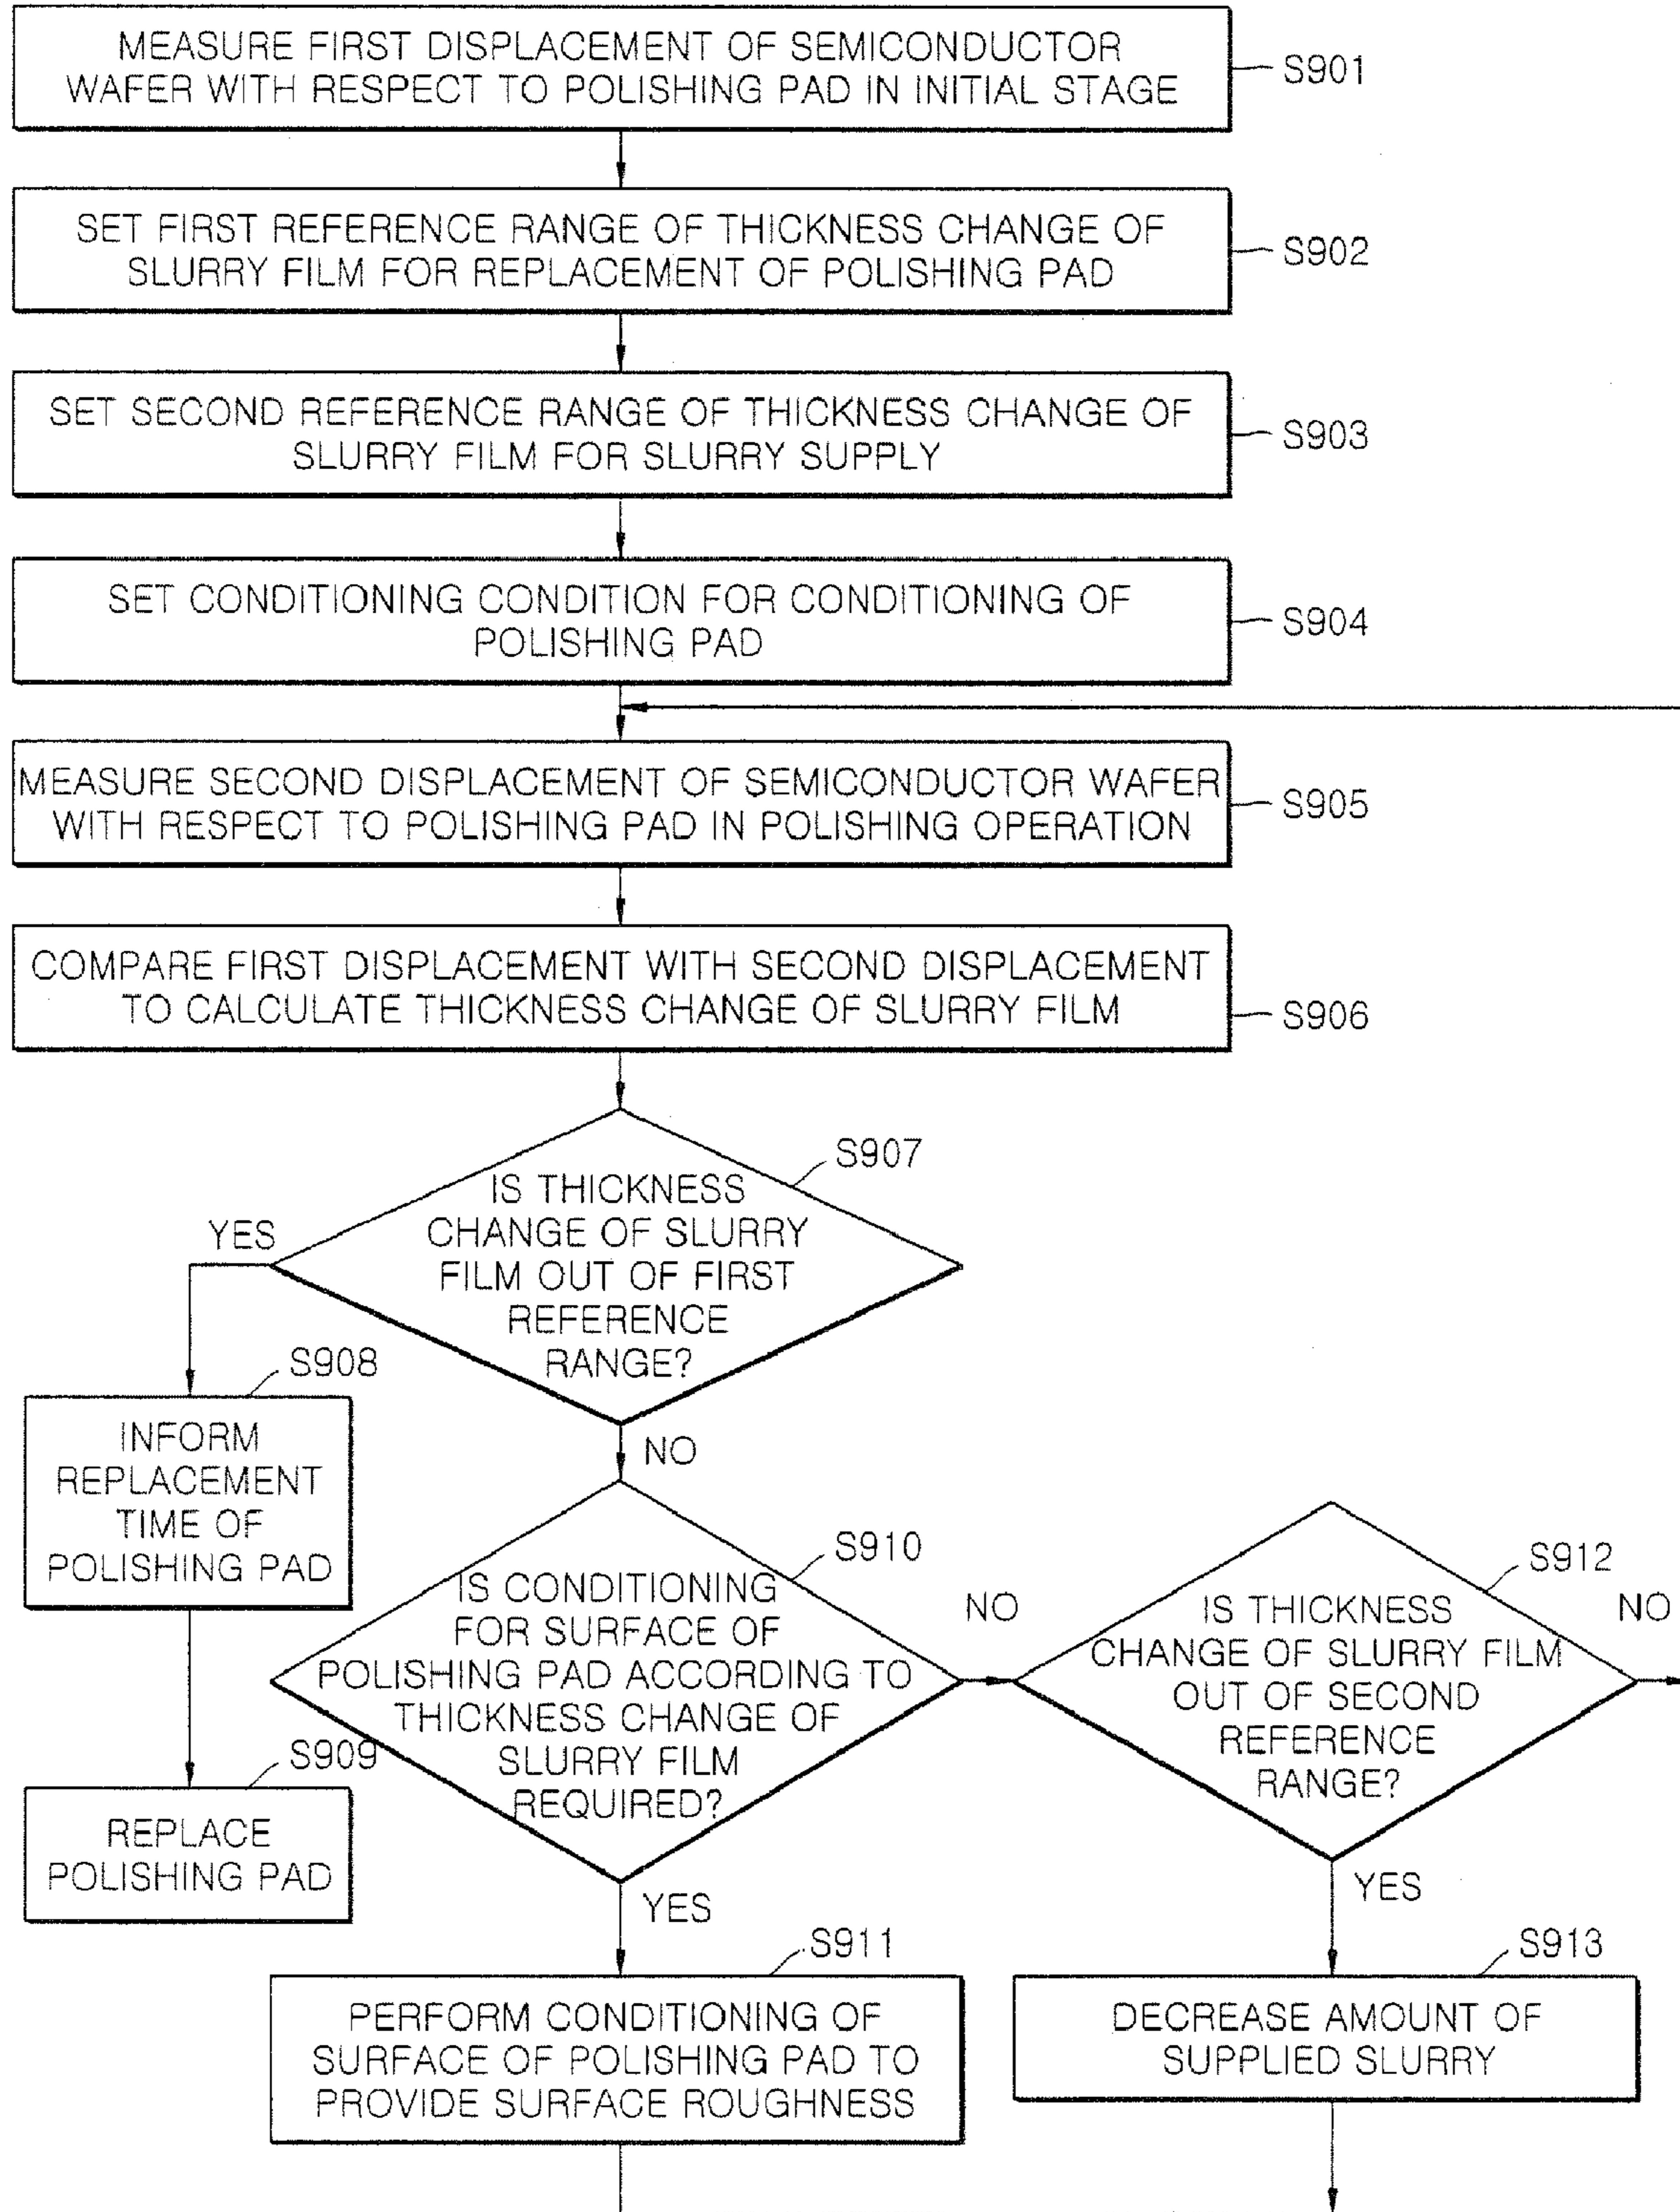 MEASURE FIRST DISPLACEMENT OF SEMICONDUCTOR
WAFER WITH RESPECT TO POLISHING PAD IN INITIAL STAGE
S901
SET FIRST REFERENCE RANGE OF THICKNESS CHANGE OF
SLURRY FILM FOR REPLACEMENT OF POLISHING PAD
S902
SET SECOND REFERENCE RANGE OF THICKNESS CHANGE OF
SLURRY FILM FOR SLURRY SUPPLY
S903
SET CONDITIONING CONDITION FOR CONDITIONING OF
POLISHING PAD
S904
MEASURE SECOND DISPLACEMENT OF SEMICONDUCTOR WAFER
WITH RESPECT TO POLISHING PAD IN POLISHING OPERATION
S905
COMPARE FIRST DISPLACEMENT WITH SECOND DISPLACEMENT
TO CALCULATE THICKNESS CHANGE OF SLURRY FILM
S906
S907
IS THICKNESS
CHANGE OF SLURRY
FILM OUT OF FIRST
REFERENCE
RANGE?
YES
S908
INFORM
REPLACEMENT
TIME OF
POLISHING PAD
S909
REPLACE
POLISHING PAD
NO
S910
IS CONDITIONING
FOR SURFACE OF
POLISHING PAD ACCORDING TO
THICKNESS CHANGE OF
SLURRY FILM
REQUIRED?
NO
S912
IS THICKNESS
CHANGE OF SLURRY FILM
OUT OF SECOND
REFERENCE
RANGE?
NO
YES
S911
PERFORM CONDITIONING OF
SURFACE OF POLISHING PAD TO
PROVIDE SURFACE ROUGHNESS
YES
S913
DECREASE AMOUNT OF
SUPPLIED SLURRY